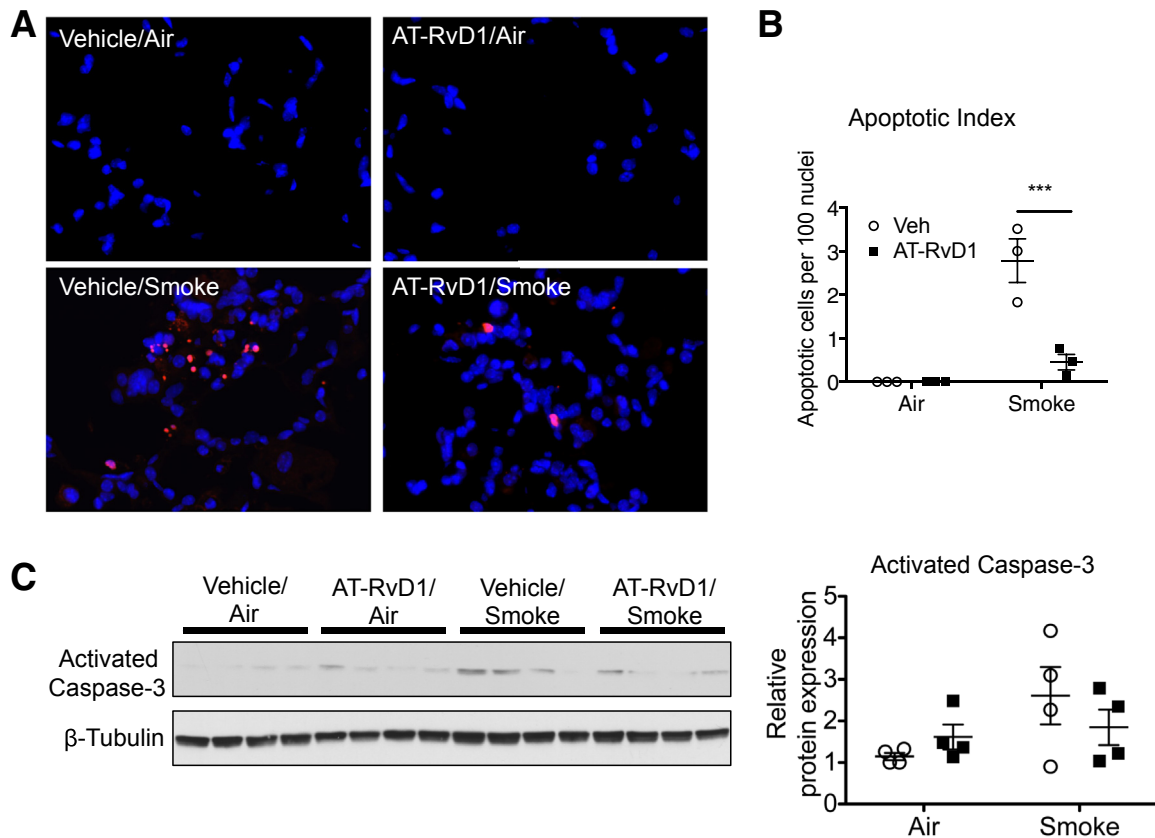 A
Vehicle/Air
AT-RvD1/Air
Vehicle/Smoke
AT-RvD1/Smoke
B
Apoptotic Index
Apoptotic cells per 100 nuclei
4
3
2
1
0
***
Veh
AT-RvD1
Air
Smoke
C
Vehicle/
Air
AT-RvD1/
Air
Vehicle/
Smoke
AT-RvD1/
Smoke
Activated
Caspase-3
β-Tubulin
Activated Caspase-3
Relative
protein expression
5
4
3
2
1
0
Air
Smoke